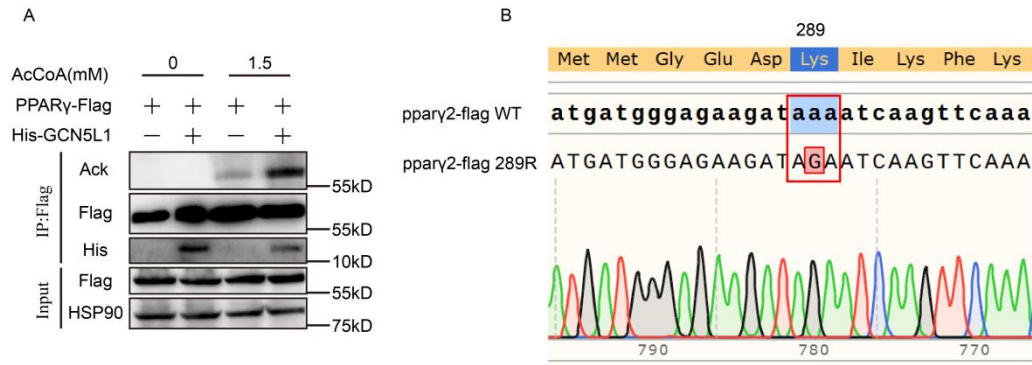 A
AcCoA(mM) 0 1.5
PPARγ-Flag + + + +
His-GCN5L1 − + − +
IP:Flag
Ack
55kD
Flag
55kD
His
10kD
Input
Flag
55kD
HSP90
75kD
B
289
Met Met Gly Glu Asp Lys Ile Lys Phe Lys
pparγ2-flag WT atgatgggagaagataaaatcaagttcaaa
pparγ2-flag 289R ATGATGGGAGAAGATAGAATCAAGTTCAAA
790 780 770